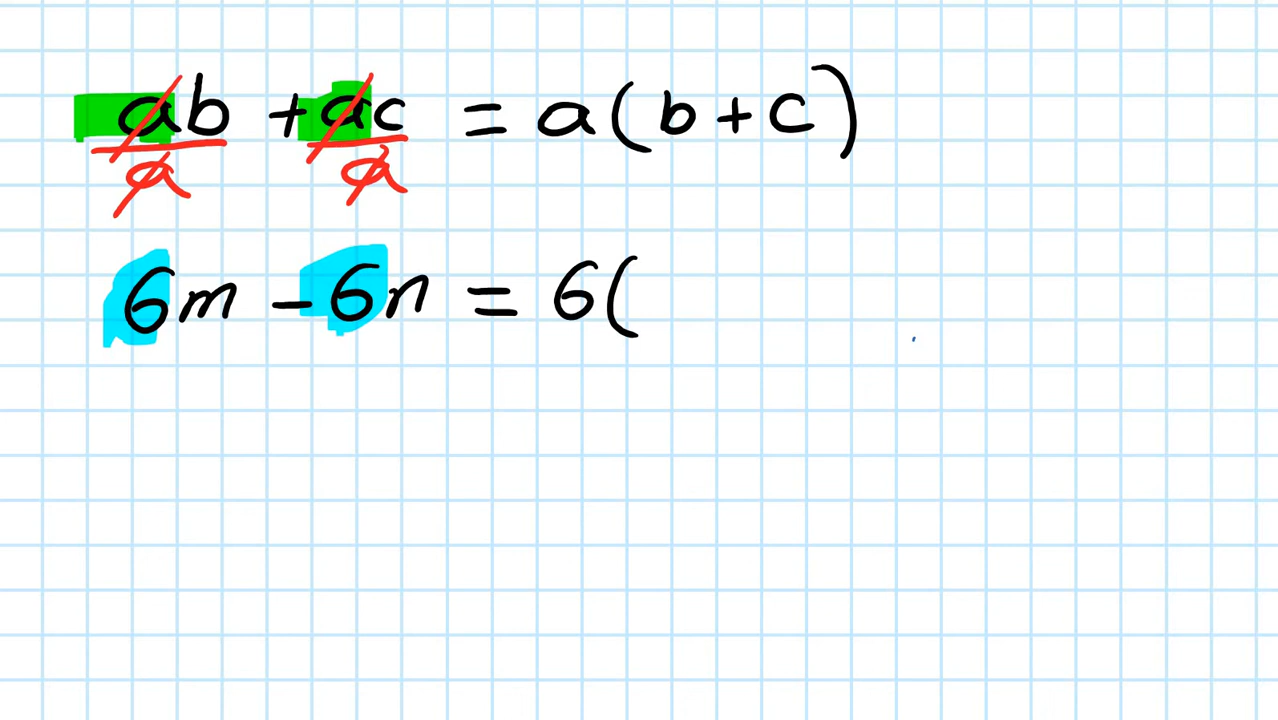 ab + ac = a(b+c)
a a
6m - 6n = 6(